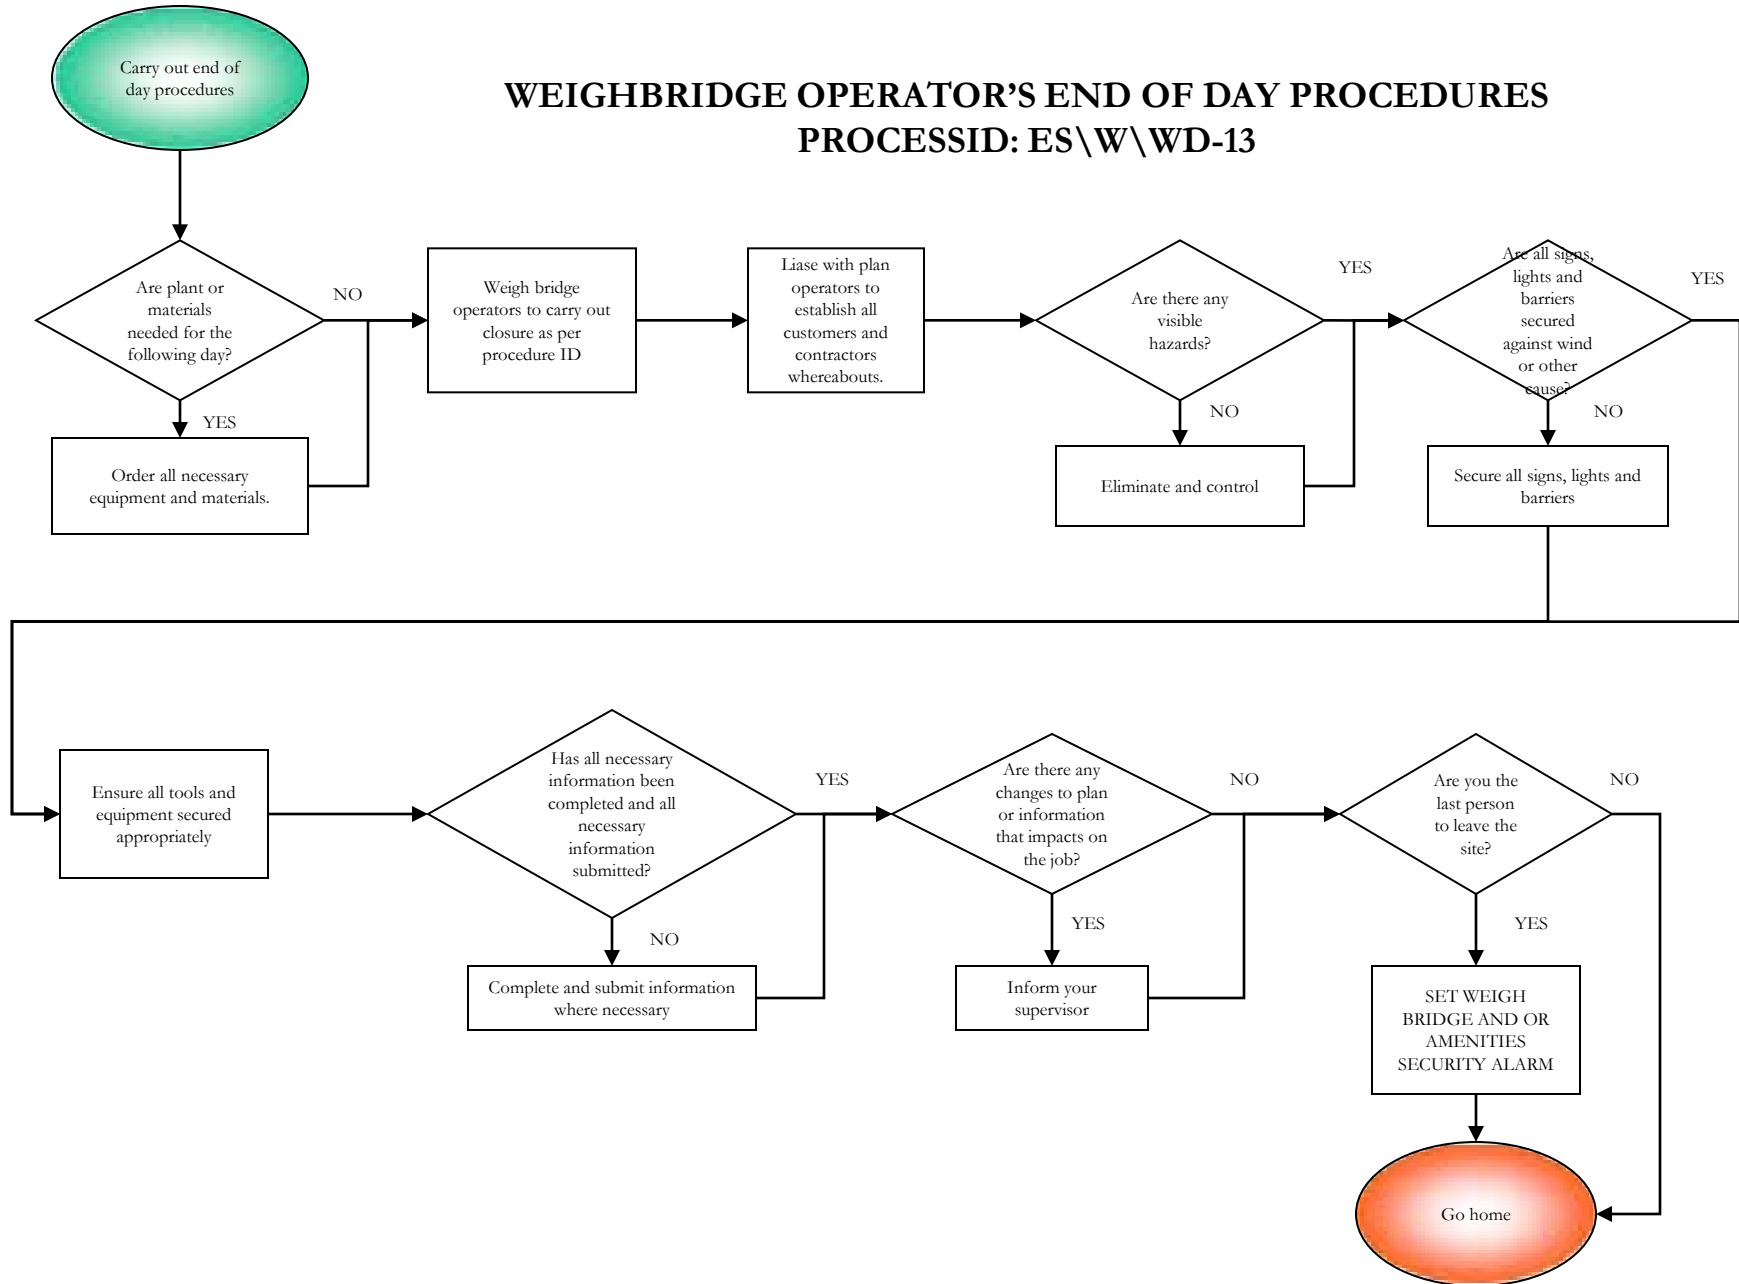 Carry out end of
day procedures
WEIGHBRIDGE OPERATOR’S END OF DAY PROCEDURES
PROCESSID: ES\W\WD-13
Are plant or
materials
needed for the
following day?
NO
YES
Order all necessary
equipment and materials.
Weigh bridge
operators to carry out
closure as per
procedure ID
Liase with plan
operators to
establish all
customers and
contractors
whereabouts.
Are there any
visible
hazards?
YES
NO
Eliminate and control
Are all signs,
lights and
barriers
secured
against wind
or other
cause?
YES
NO
Secure all signs, lights and
barriers
Ensure all tools and
equipment secured
appropriately
Has all necessary
information been
completed and all
necessary
information
submitted?
YES
NO
Complete and submit information
where necessary
Are there any
changes to plan
or information
that impacts on
the job?
NO
YES
Inform your
supervisor
Are you the
last person
to leave the
site?
NO
YES
SET WEIGH
BRIDGE AND OR
AMENITIES
SECURITY ALARM
Go home